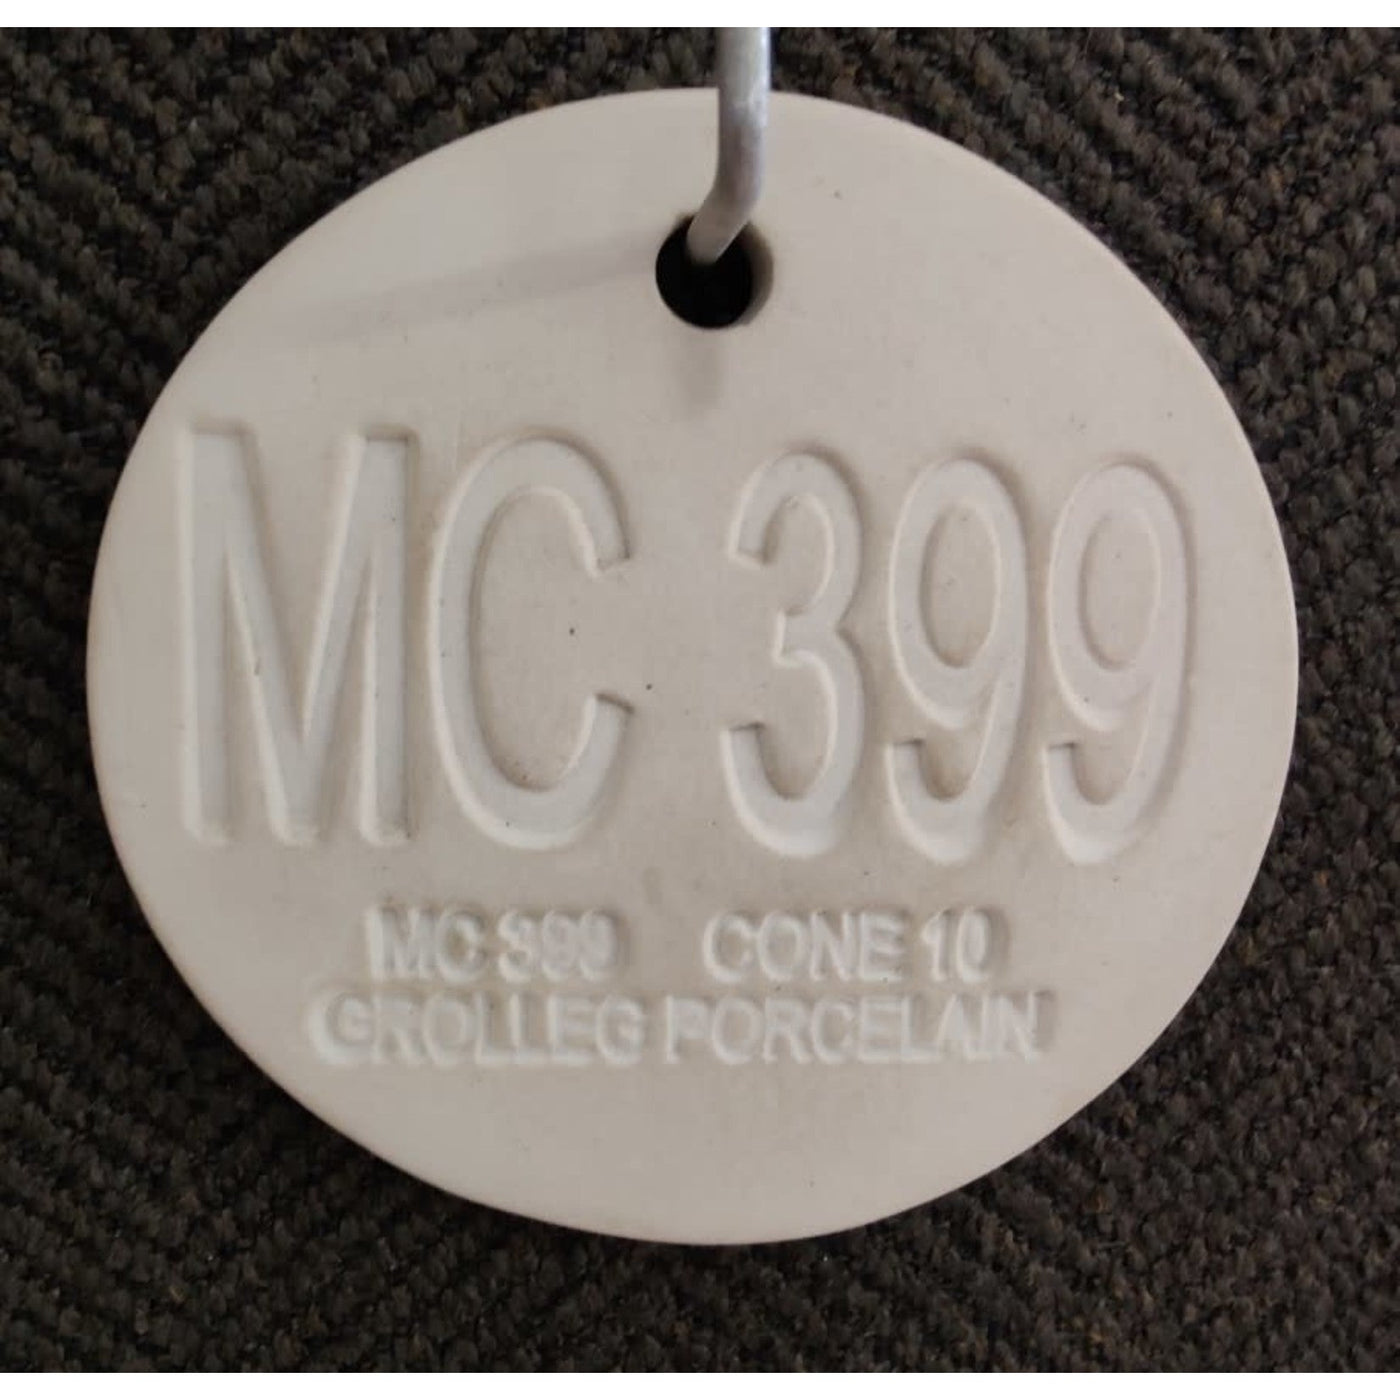 MC 399
MC 399 CONE 10
GROLLEG PORCELAIN